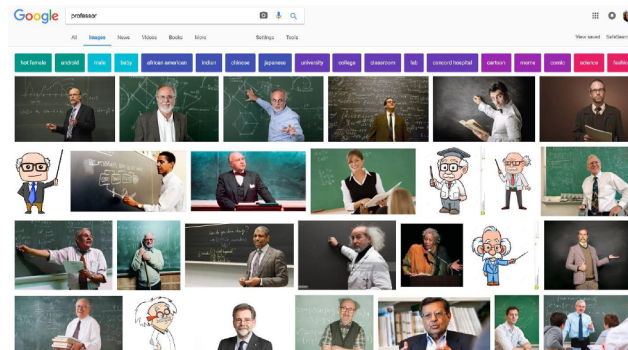 Google professor
All Images News Videos Books More Settings Tools View saved SafeSearch
hot female android male baby african american indian chinese japanese university college classroom lab concord hospital cartoon meme comic science fashion